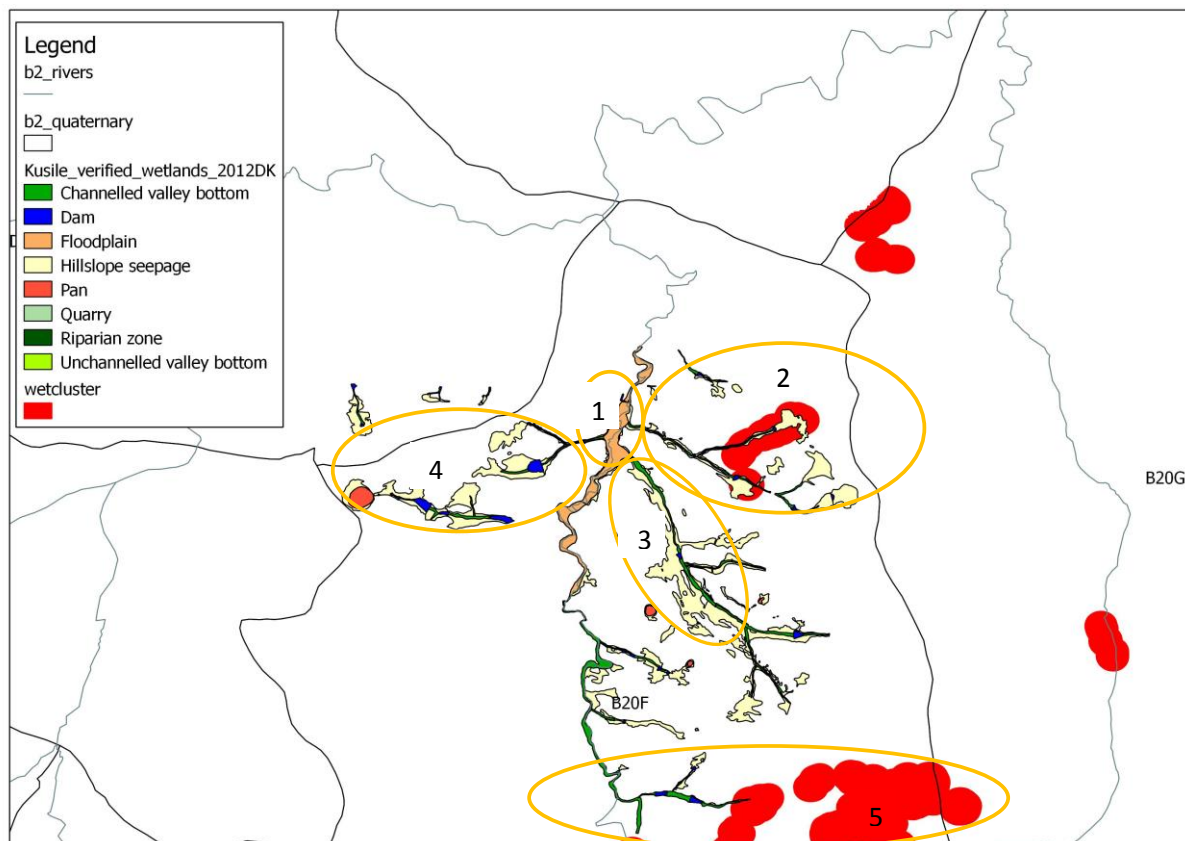 Legend
b2_rivers
b2_quaternary
Kusile_verified_wetlands_2012DK
Channelled valley bottom
Dam
Floodplain
Hillslope seepage
Pan
Quarry
Riparian zone
Unchannelled valley bottom
wetcluster
1
2
4
B20G
3
B20F
5